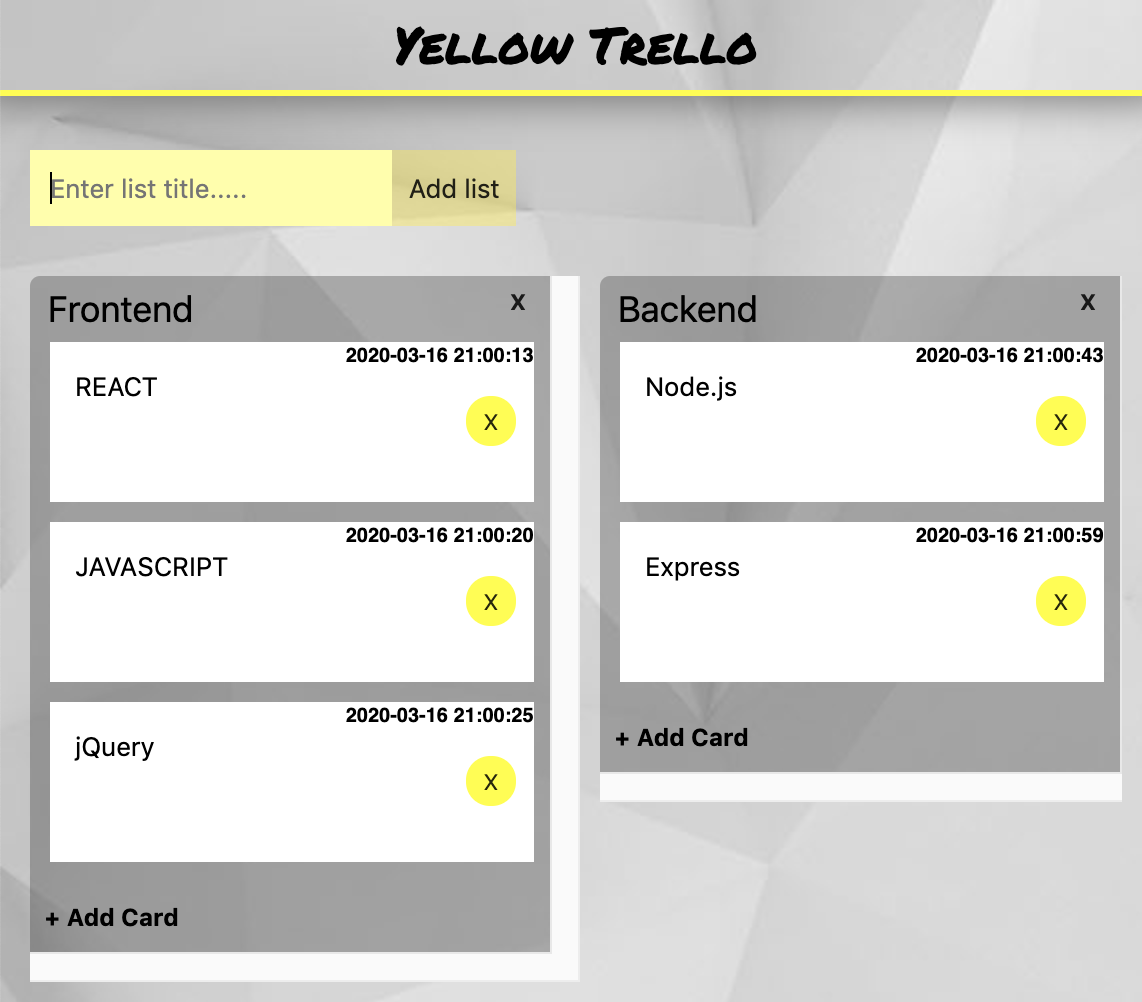 Yellow Trello
Enter list title.....
Add list
Frontend
X
2020-03-16 21:00:13
REACT
X
2020-03-16 21:00:20
JAVASCRIPT
X
2020-03-16 21:00:25
jQuery
X
+ Add Card
Backend
X
2020-03-16 21:00:43
Node.js
X
2020-03-16 21:00:59
Express
X
+ Add Card